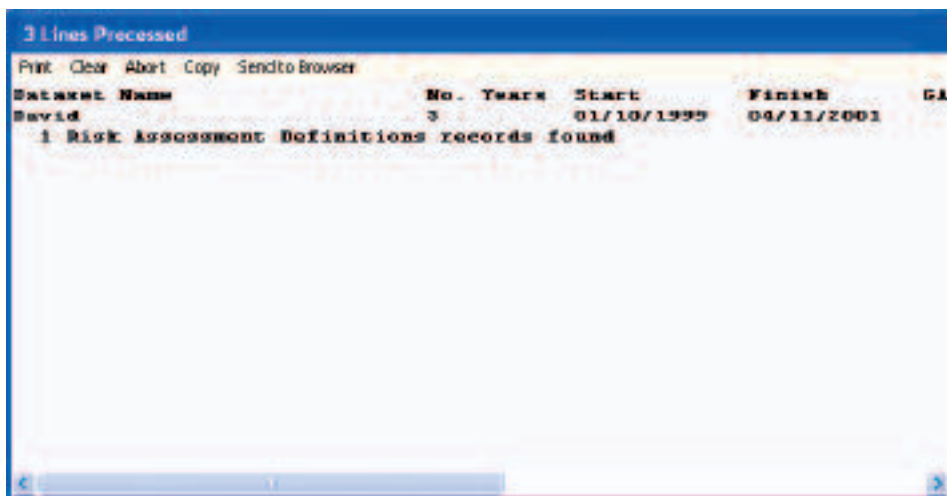 3 Lines Processed
Print Clear Abort Copy Send to Browser
Dataset Name No. Years Start Finish GA
David 3 01/10/1999 04/11/2001
1 Risk Assessment Definitions records found